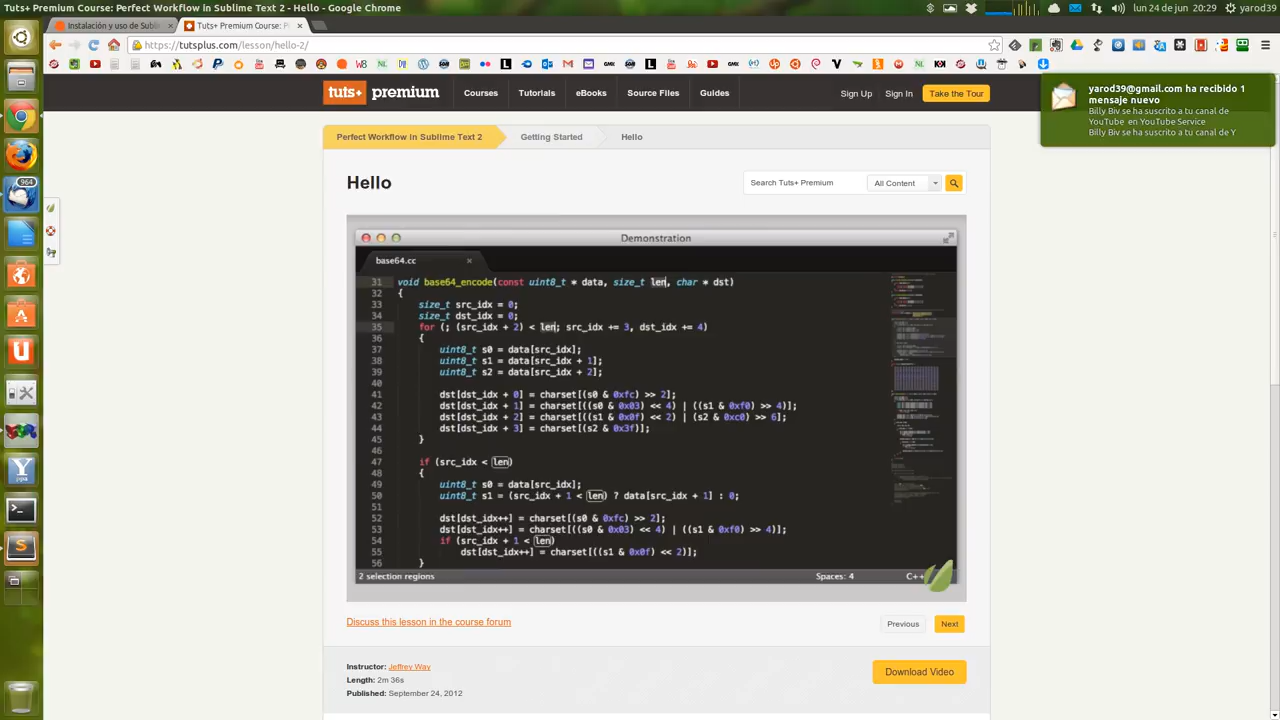 Tuts+ Premium Course: Perfect Workflow in Sublime Text 2 - Hello - Google Chrome
lun 24 de jun, 20:29 yarod39
Instalación y uso de Subli
Tuts+ Premium Course: P
https://tutsplus.com/lesson/hello-2/
tuts+ premium
Courses Tutorials eBooks Source Files Guides
Sign Up Sign In Take the Tour
yarod39@gmail.com ha recibido 1
mensaje nuevo
Billy Biv se ha suscrito a tu canal de
YouTube en YouTube Service
Billy Biv se ha suscrito a tu canal de Y
964
Perfect Workflow in Sublime Text 2 Getting Started Hello
Hello
Search Tuts+ Premium All Content
Demonstration
base64.cc
31 void base64_encode(const uint8_t * data, size_t len, char * dst)
32 {
33 size_t src_idx = 0;
34 size_t dst_idx = 0;
35 for (; (src_idx + 2) < len; src_idx += 3, dst_idx += 4)
36 {
37 uint8_t s0 = data[src_idx];
38 uint8_t s1 = data[src_idx + 1];
39 uint8_t s2 = data[src_idx + 2];
40
41 dst[dst_idx + 0] = charset[(s0 & 0xfc) >> 2];
42 dst[dst_idx + 1] = charset[((s0 & 0x03) << 4) | ((s1 & 0xf0) >> 4)];
43 dst[dst_idx + 2] = charset[((s1 & 0x0f) << 2) | (s2 & 0xc0) >> 6];
44 dst[dst_idx + 3] = charset[(s2 & 0x3f)];
45 }
46
47 if (src_idx < len)
48 {
49 uint8_t s0 = data[src_idx];
50 uint8_t s1 = (src_idx + 1 < len) ? data[src_idx + 1] : 0;
51
52 dst[dst_idx++] = charset[(s0 & 0xfc) >> 2];
53 dst[dst_idx++] = charset[((s0 & 0x03) << 4) | ((s1 & 0xf0) >> 4)];
54 if (src_idx + 1 < len)
55 dst[dst_idx++] = charset[((s1 & 0x0f) << 2)];
56 }
2 selection regions Spaces: 4 C++
Discuss this lesson in the course forum
Previous Next
Instructor: Jeffrey Way
Length: 2m 36s
Published: September 24, 2012
Download Video